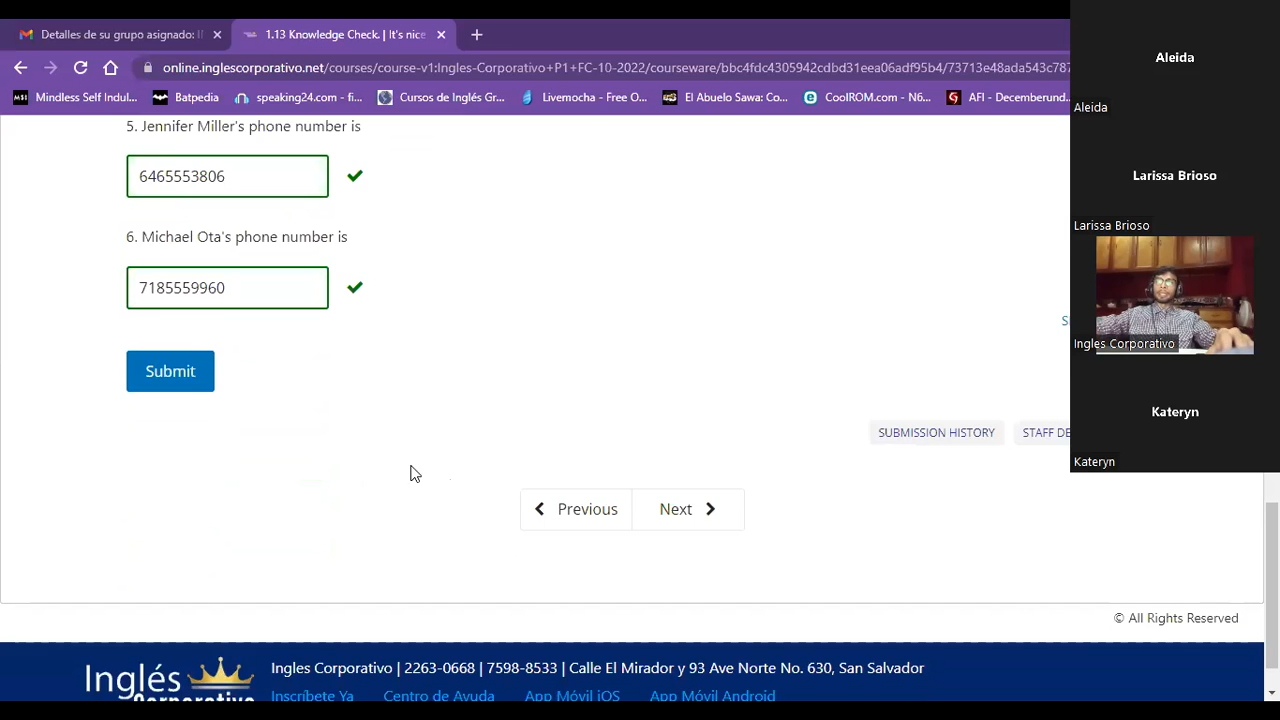 Detalles de su grupo asignado: I
1.13 Knowledge Check. | It's nice
online.inglescorporativo.net/courses/course-v1:Ingles-Corporativo+P1+FC-10-2022/courseware/bbc4fdc4305942cdbd31eea06adf95b4/73713e48ada543c787
Mindless Self Indul...
Batpedia
speaking24.com - fi...
Cursos de Inglés Gr...
Livemocha - Free O...
El Abuelo Sawa: Co...
CoolROM.com - N6...
AFI - Decemberund...
5. Jennifer Miller's phone number is
6465553806
6. Michael Ota's phone number is
7185559960
Submit
SUBMISSION HISTORY
STAFF DE
Previous
Next
© All Rights Reserved
Inglés
Corporativo
Ingles Corporativo | 2263-0668 | 7598-8533 | Calle El Mirador y 93 Ave Norte No. 630, San Salvador
Inscríbete Ya
Centro de Ayuda
App Móvil iOS
App Móvil Android
Aleida
Aleida
Larissa Brioso
Larissa Brioso
Ingles Corporativo
Kateryn
Kateryn